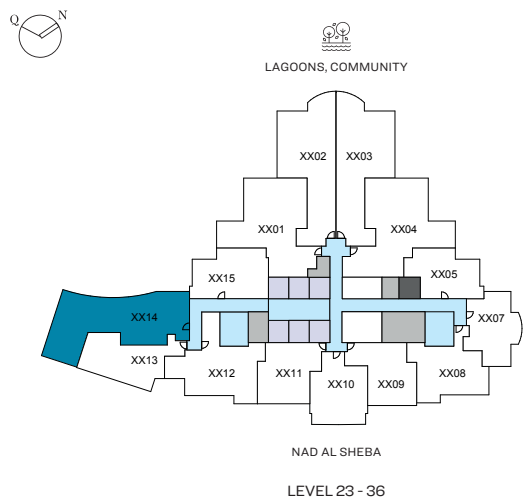 Q N
LAGOONS, COMMUNITY
XX02 XX03
XX01 XX04
XX15 XX05
XX14 XX07
XX13 XX12 XX11 XX10 XX09 XX08
NAD AL SHEBA
LEVEL 23 - 36